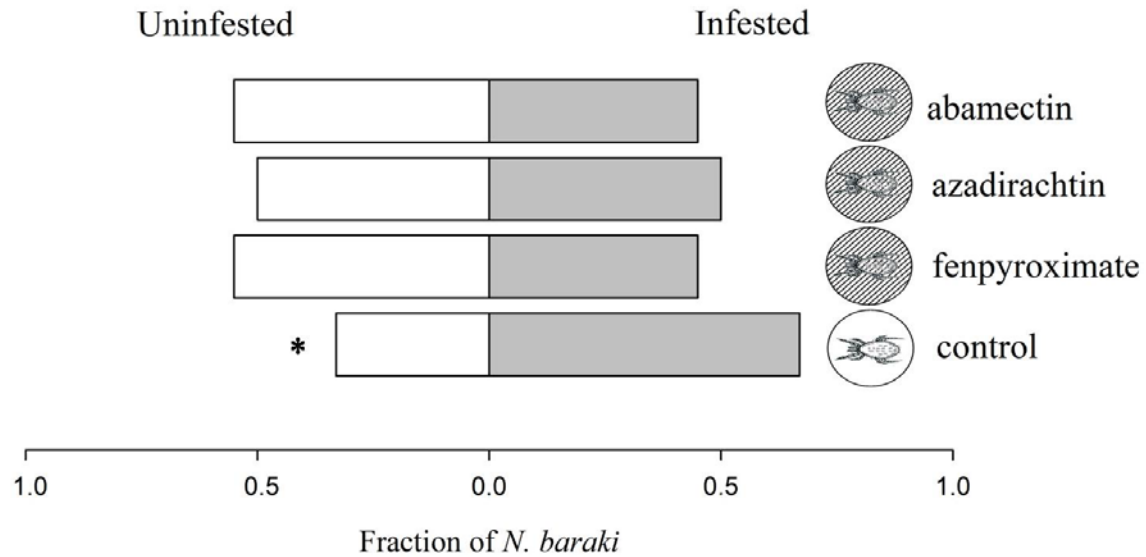 Uninfested Infested
abamectin
azadirachtin
fenpyroximate
* control
1.0 0.5 0.0 0.5 1.0
Fraction of N. baraki